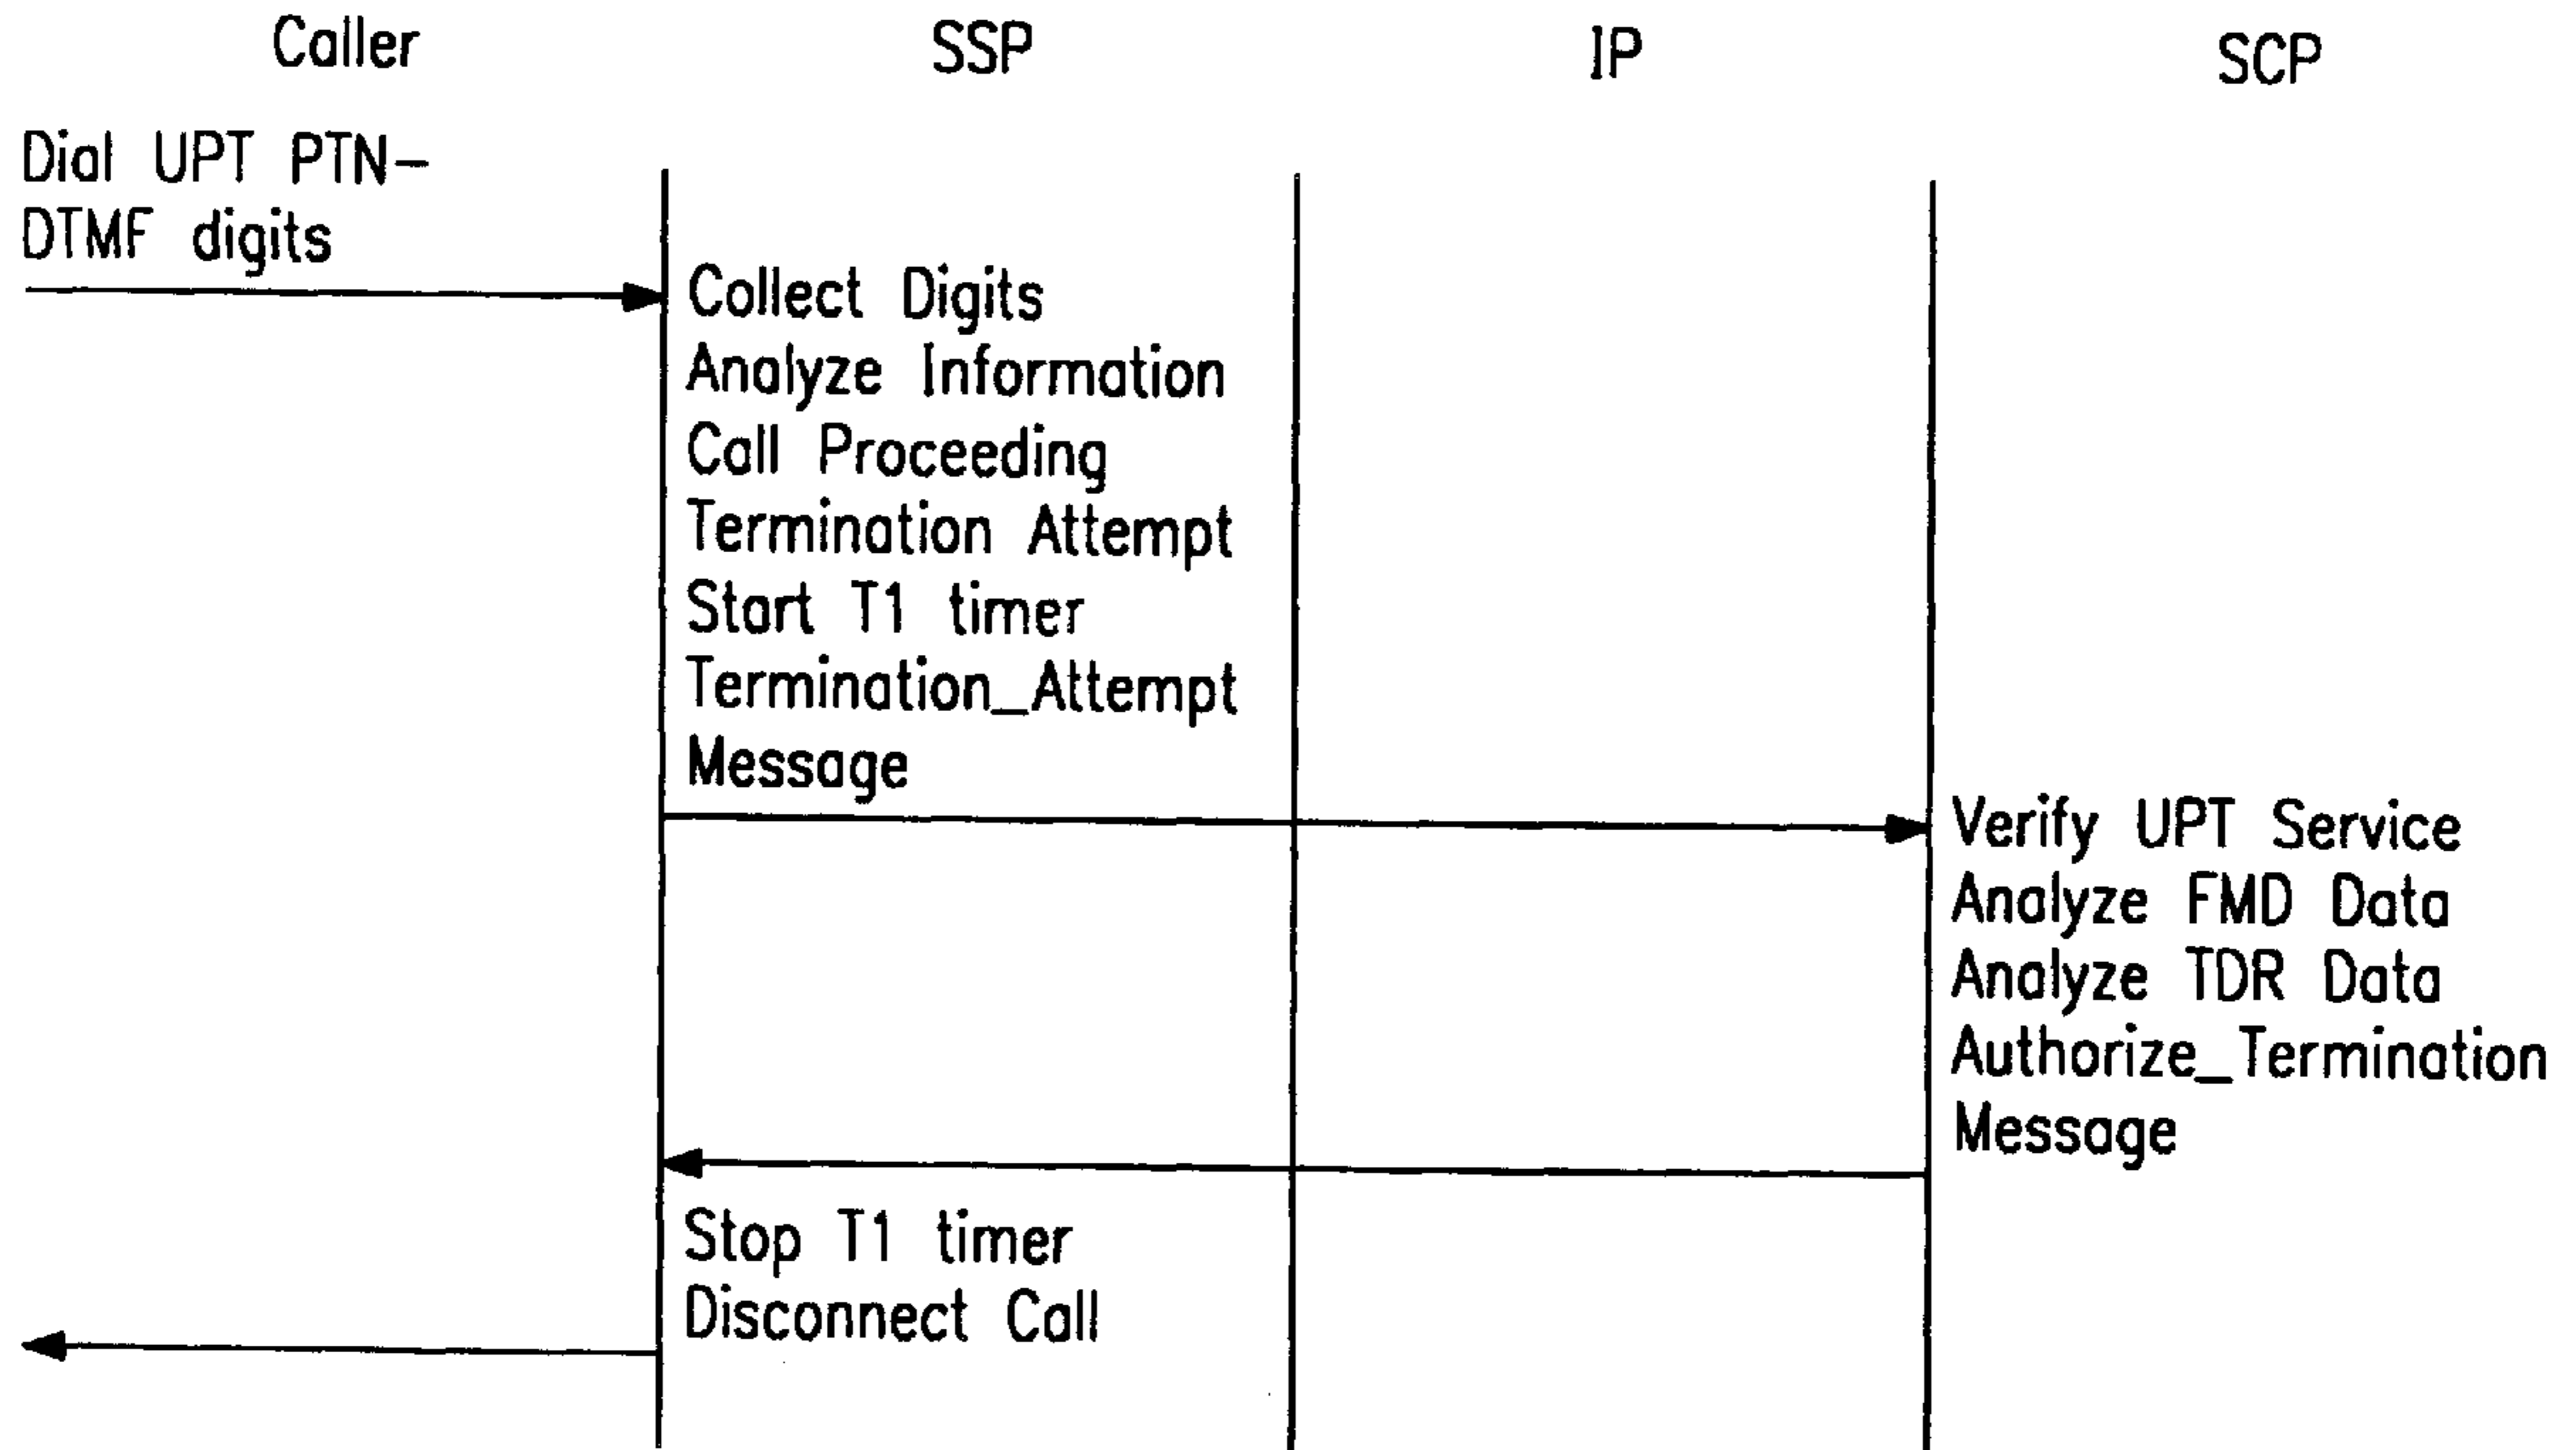 Caller SSP IP SCP
Dial UPT PTN-
DTMF digits
Collect Digits
Analyze Information
Call Proceeding
Termination Attempt
Start T1 timer
Termination_Attempt
Message
Verify UPT Service
Analyze FMD Data
Analyze TDR Data
Authorize_Termination
Message
Stop T1 timer
Disconnect Call